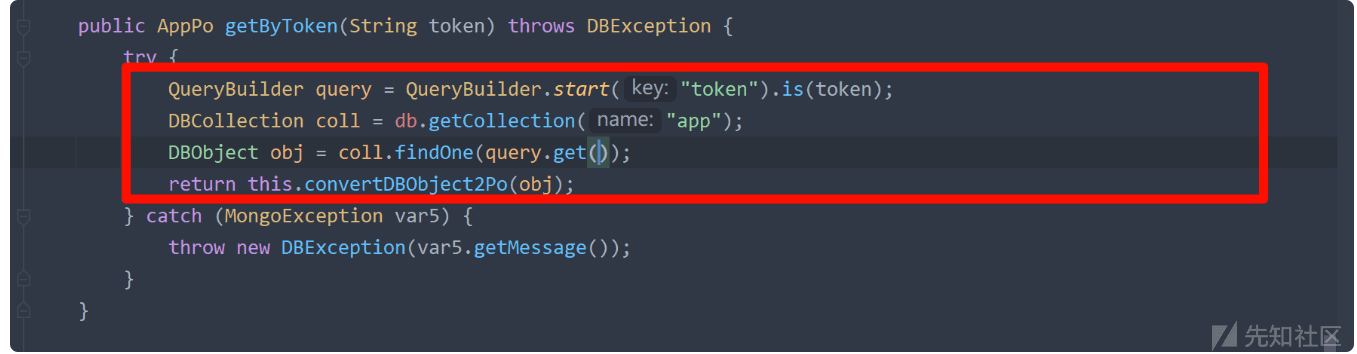 public AppPo getByToken(String token) throws DBException {
try {
QueryBuilder query = QueryBuilder.start( key: "token").is(token);
DBCollection coll = db.getCollection( name: "app");
DBObject obj = coll.findOne(query.get());
return this.convertDBObject2Po(obj);
} catch (MongoException var5) {
throw new DBException(var5.getMessage());
}
}
先知社区